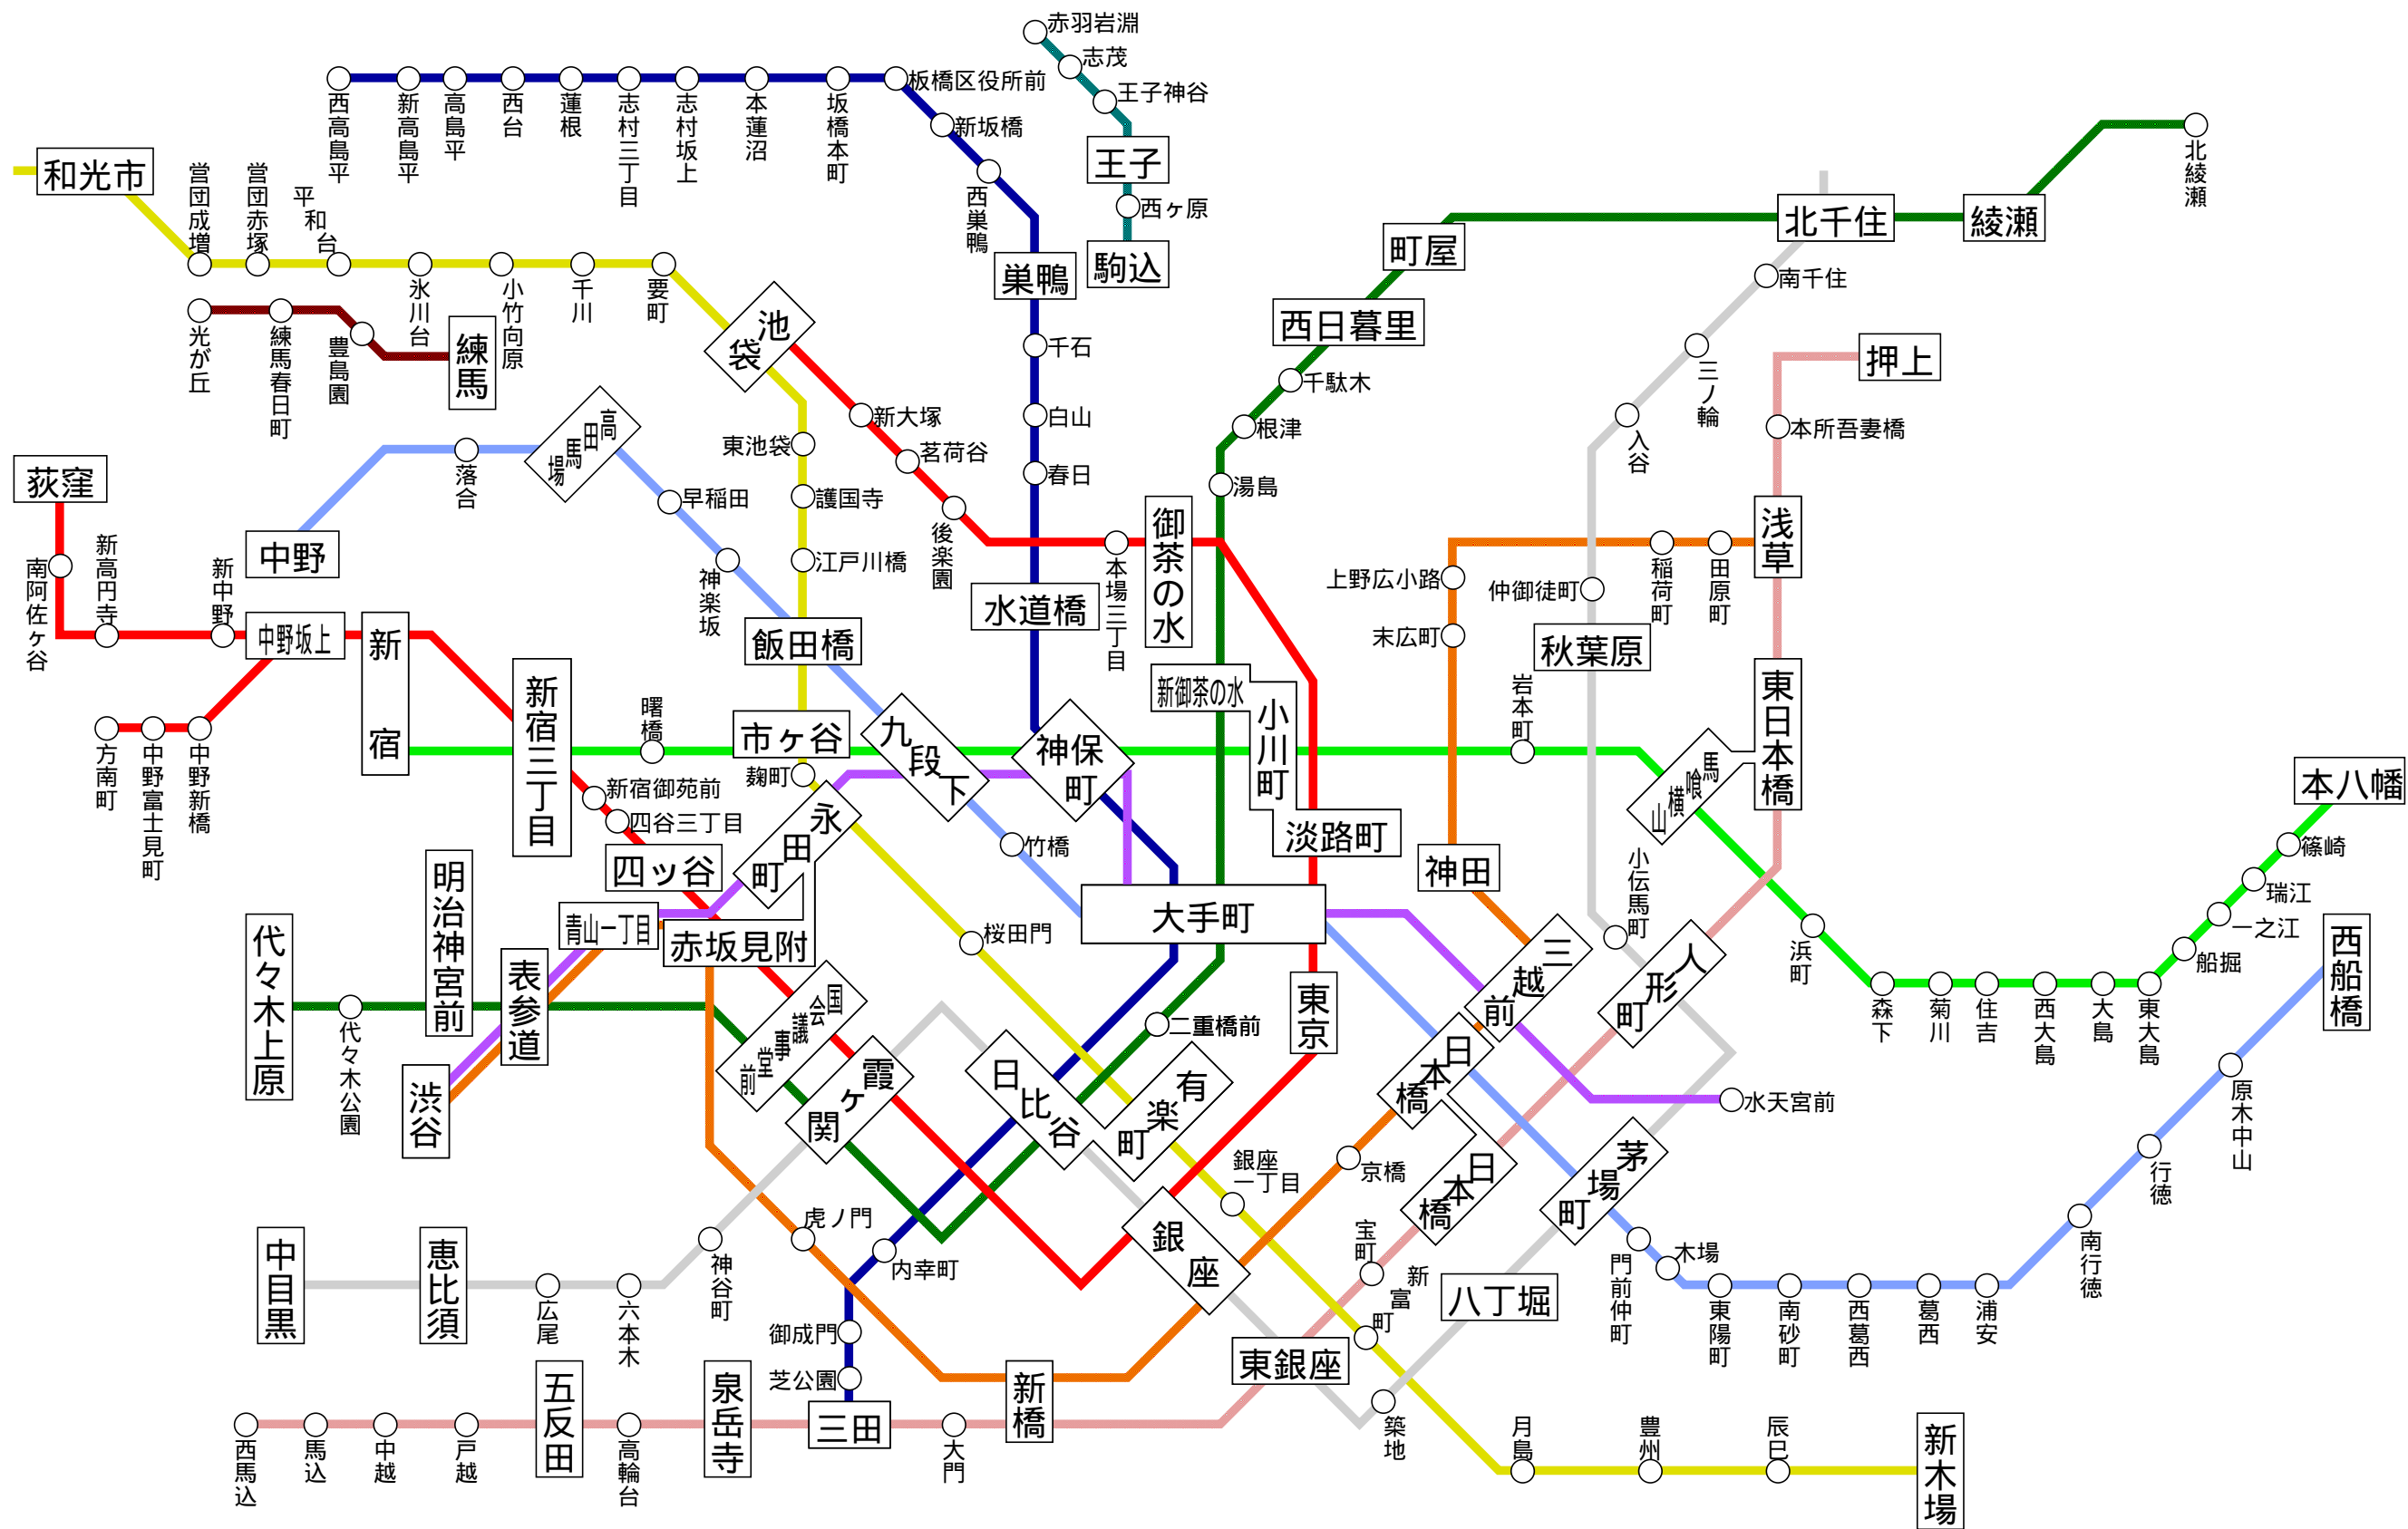 赤羽岩淵
志茂
王子神谷
王子
西ヶ原
駒込
西高島平
新高島平
高島平
西台
蓮根
志村三丁目
志村坂上
本蓮沼
坂橋本町
板橋区役所前
新坂橋
西巣鴨
巣鴨
千石
白山
春日
水道橋
神保町
和光市
営団成増
営団赤塚
平和台
氷川台
小竹向原
千川
要町
池袋
東池袋
護国寺
江戸川橋
飯田橋
市ヶ谷
麹町
永田町
桜田門
有楽町
銀座一丁目
新富町
月島
豊州
辰巳
新木場
光が丘
練馬春日町
豊島園
練馬
新大塚
茗荷谷
後楽園
本場三丁目
御茶の水
淡路町
大手町
東京
銀座
霞ヶ関
国会議事堂前
赤坂見附
四ッ谷
四谷三丁目
新宿御苑前
新宿三丁目
新宿
中野坂上
新中野
新高円寺
南阿佐ヶ谷
荻窪
中野新橋
中野富士見町
方南町
中野
落合
高田馬場
早稲田
神楽坂
九段下
竹橋
日本橋
茅場町
門前仲町
木場
東陽町
南砂町
西葛西
葛西
浦安
南行徳
行徳
原木中山
西船橋
北綾瀬
綾瀬
北千住
町屋
西日暮里
千駄木
根津
湯島
新御茶の水
二重橋前
日比谷
表参道
明治神宮前
代々木公園
代々木上原
南千住
三ノ輪
入谷
仲御徒町
秋葉原
小伝馬町
人形町
八丁堀
築地
東銀座
神谷町
六本木
広尾
恵比須
中目黒
押上
本所吾妻橋
浅草
東日本橋
日本橋
宝町
新橋
大門
三田
泉岳寺
高輪台
五反田
戸越
中越
馬込
西馬込
田原町
稲荷町
上野広小路
末広町
神田
三越前
京橋
虎ノ門
青山一丁目
渋谷
水天宮前
曙橋
小川町
岩本町
馬喰横山
浜町
森下
菊川
住吉
西大島
大島
東大島
船掘
一之江
瑞江
篠崎
本八幡
内幸町
御成門
芝公園